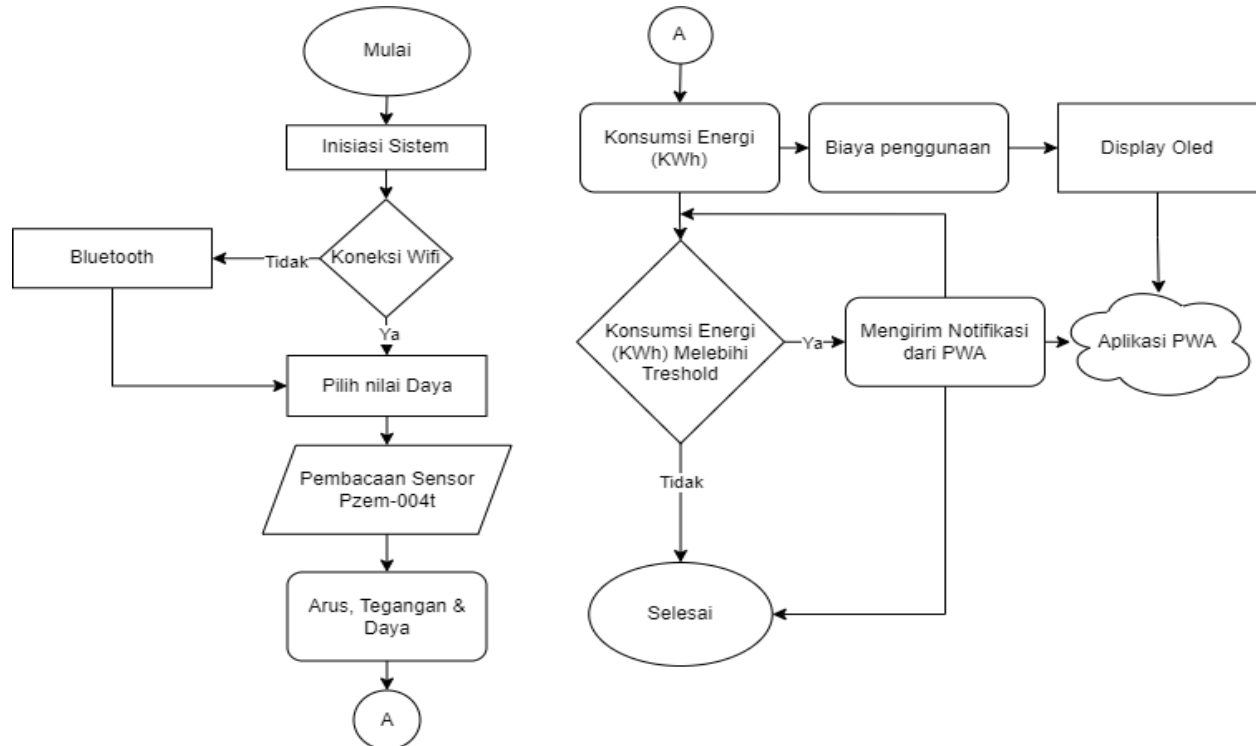 Mulai
Inisiasi Sistem
Koneksi Wifi
Tidak
Bluetooth
Ya
Pilih nilai Daya
Pembacaan Sensor
Pzem-004t
Arus, Tegangan &
Daya
A
A
Konsumsi Energi
(KWh)
Biaya penggunaan
Display Oled
Konsumsi Energi
(KWh) Melebihi
Treshold
Ya
Mengirim Notifikasi
dari PWA
Aplikasi PWA
Tidak
Selesai